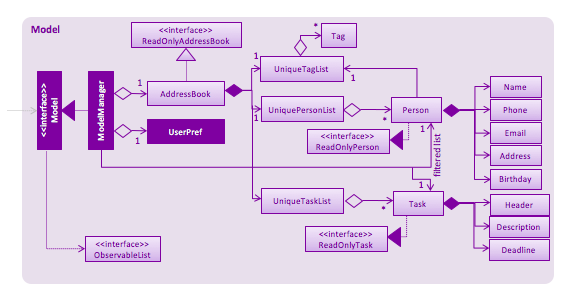 Model
<<interface>>
ReadOnlyAddressBook
*
Tag
1
UniqueTagList
1
<<interface>>
Model
ModelManager
1
AddressBook
1
UniquePersonList
*
Person
Name
Phone
Email
Address
Birthday
1
UserPref
<<interface>>
ReadOnlyPerson
1
filtered list
1
UniqueTaskList
*
Task
Header
Description
Deadline
<<interface>>
ReadOnlyTask
<<interface>>
ObservableList